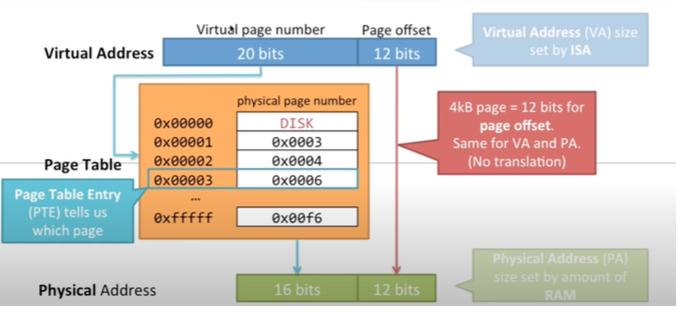 Virtual page number
Page offset
Virtual Address
20 bits
12 bits
Virtual Address (VA) size
set by ISA
physical page number
0x00000
DISK
0x00001
0x0003
0x00002
0x0004
0x00003
0x0006
...
0xfffff
0x00f6
Page Table
Page Table Entry
(PTE) tells us
which page
4kB page = 12 bits for
page offset.
Same for VA and PA.
(No translation)
Physical Address
16 bits
12 bits
Physical Address (PA)
size set by amount of
RAM